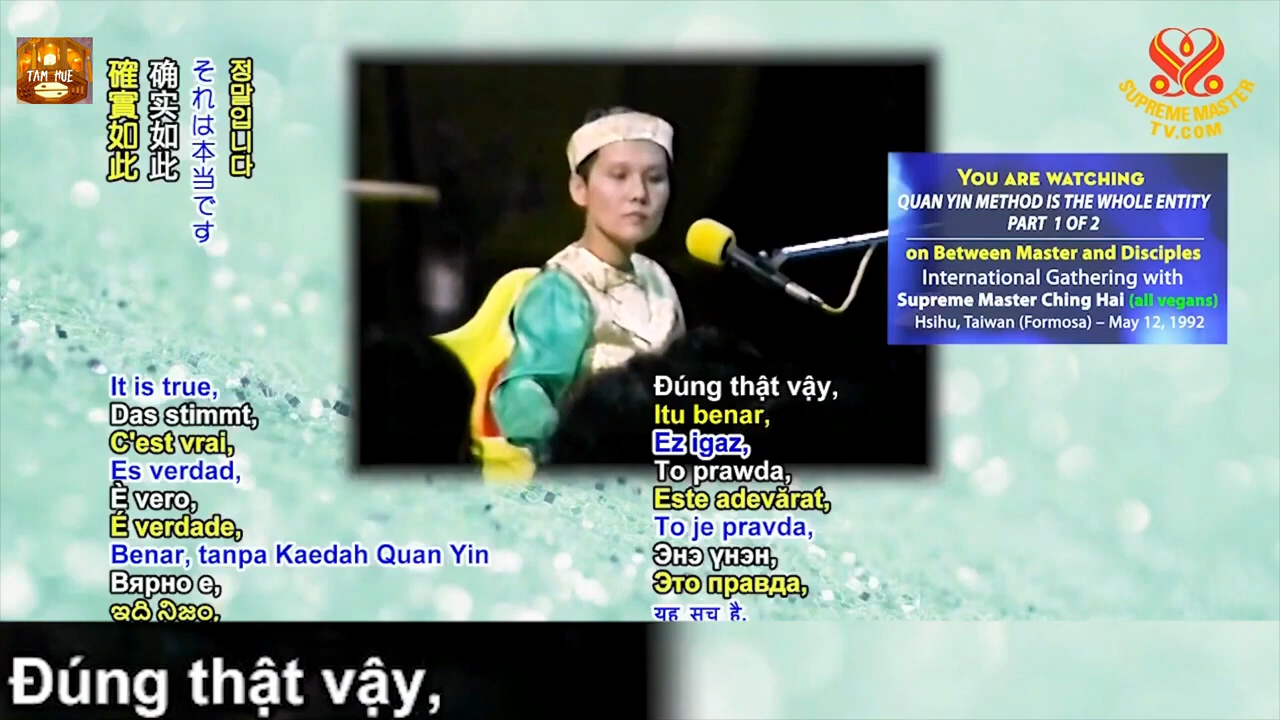 TAM HUE
確實如此
确实如此
それは本当です
정말입니다
SUPREME MASTER
TV.COM
YOU ARE WATCHING
QUAN YIN METHOD IS THE WHOLE ENTITY
PART 1 OF 2
on Between Master and Disciples
International Gathering with
Supreme Master Ching Hai (all vegans)
Hsihu, Taiwan (Formosa) – May 12, 1992
It is true,
Das stimmt,
C'est vrai,
Es verdad,
È vero,
É verdade,
Benar, tanpa Kaedah Quan Yin
Вярно е,
ఇది నిజం,
Đúng thật vậy,
Itu benar,
Ez igaz,
To prawda,
Este adevărat,
To je pravda,
Энэ үнэн,
Это правда,
यह सच है,
Đúng thật vậy,